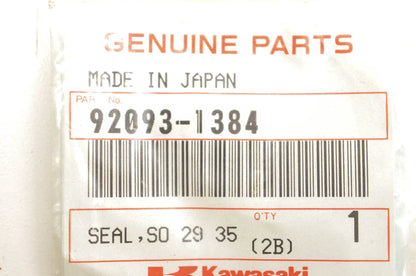 GENUINE PARTS
MADE IN JAPAN
PART No.
92093-1384
SEAL,SO 29 35
Q'TY
(2B)
1
Kawasaki